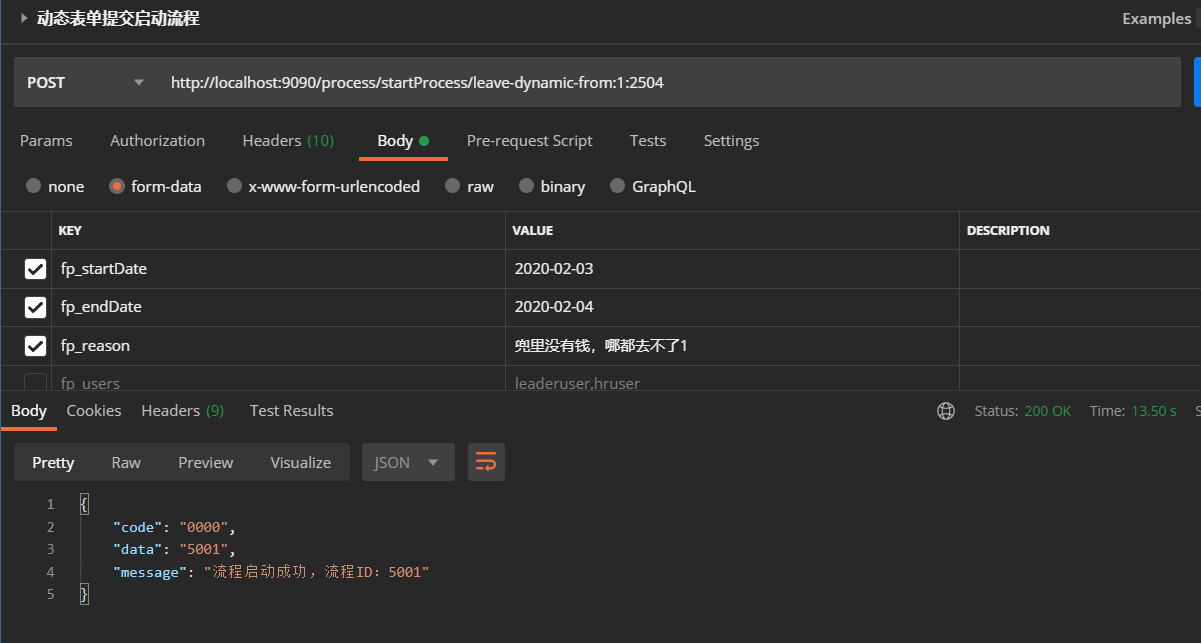 动态表单提交启动流程 Examples
POST http://localhost:9090/process/startProcess/leave-dynamic-from:1:2504
Params Authorization Headers (10) Body Pre-request Script Tests Settings
none form-data x-www-form-urlencoded raw binary GraphQL
KEY VALUE DESCRIPTION
fp_startDate 2020-02-03
fp_endDate 2020-02-04
fp_reason 兜里没有钱，哪都去不了1
fp_users leaderuser,hruser
Body Cookies Headers (9) Test Results Status: 200 OK Time: 13.50 s S
Pretty Raw Preview Visualize JSON
1 {
2 "code": "0000",
3 "data": "5001",
4 "message": "流程启动成功，流程ID：5001"
5 }